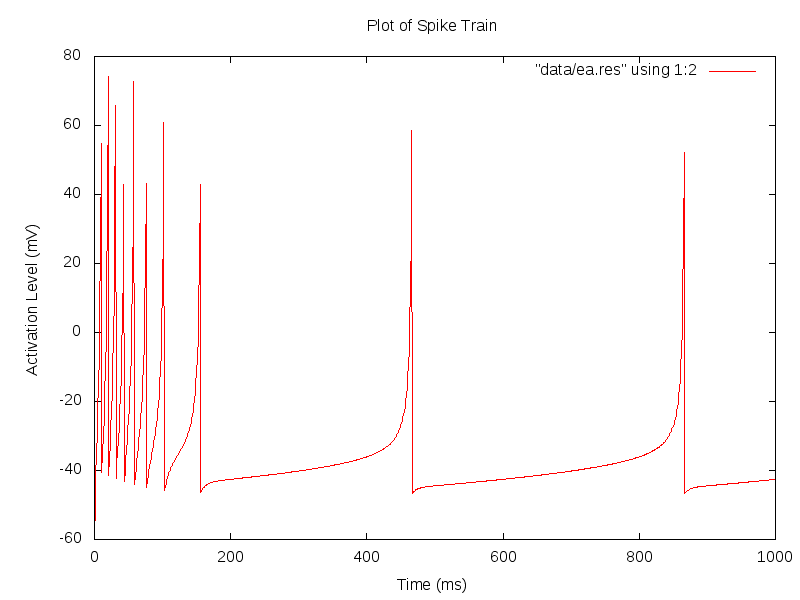 Plot of Spike Train
"data/ea.res" using 1:2
80
60
40
20
0
-20
-40
-60
Activation Level (mV)
0 200 400 600 800 1000
Time (ms)